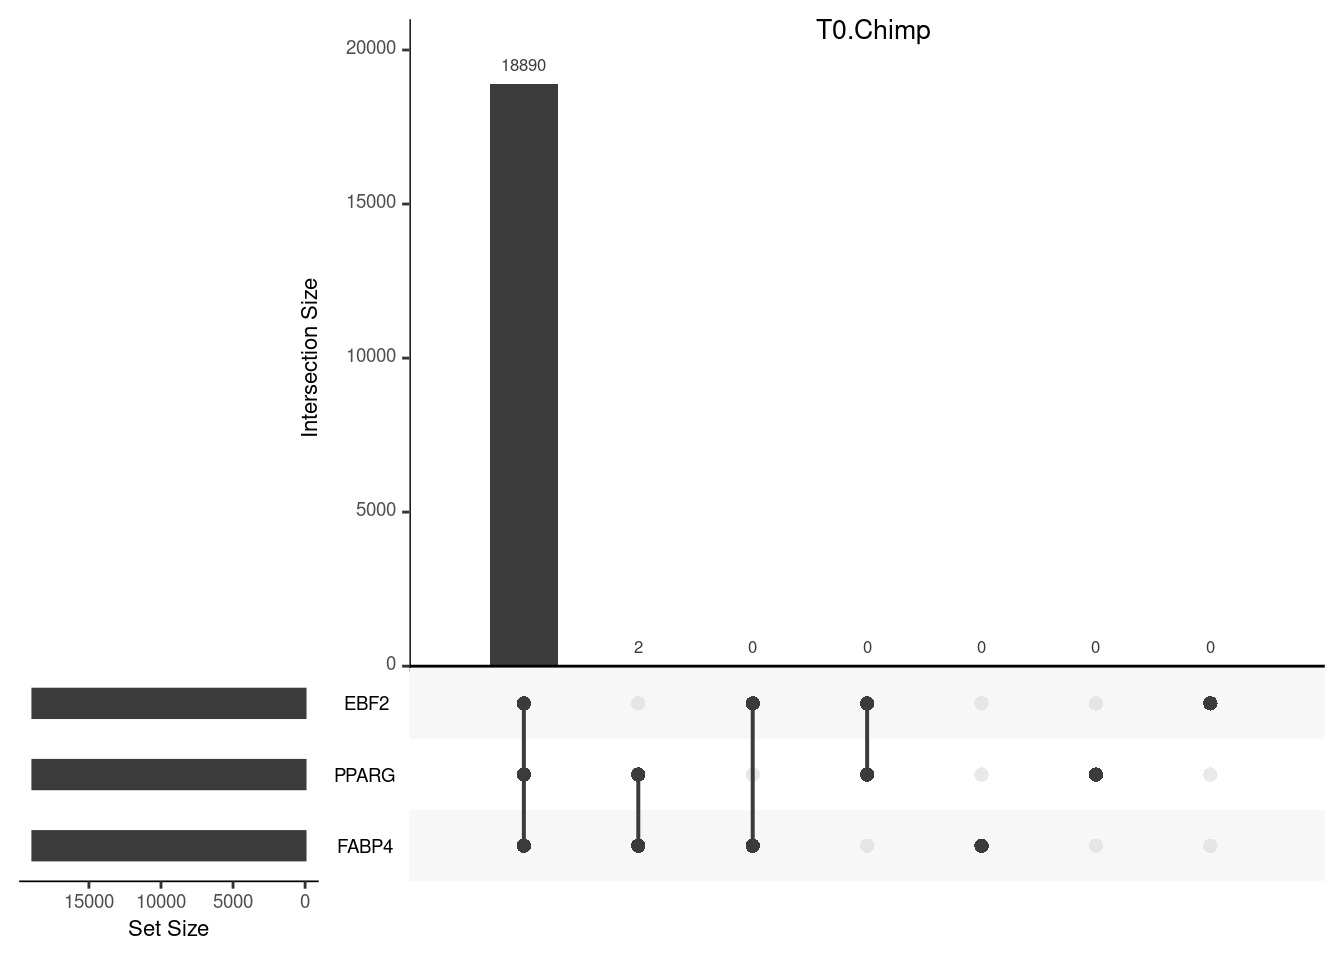 T0.Chimp
20000
18890
15000
Intersection Size
10000
5000
2 0 0 0 0 0
0
EBF2
PPARG
FABP4
15000 10000 5000 0
Set Size